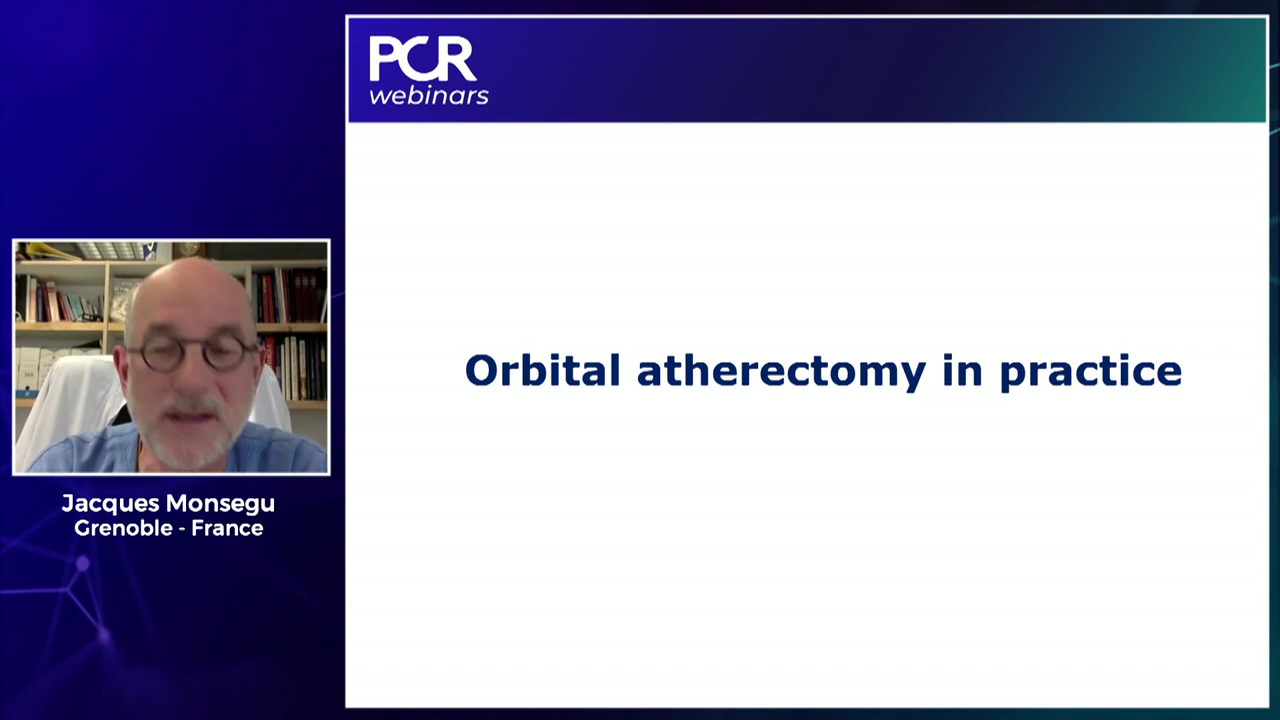 PCR
webinars
Orbital atherectomy in practice
Jacques Monsegu
Grenoble - France